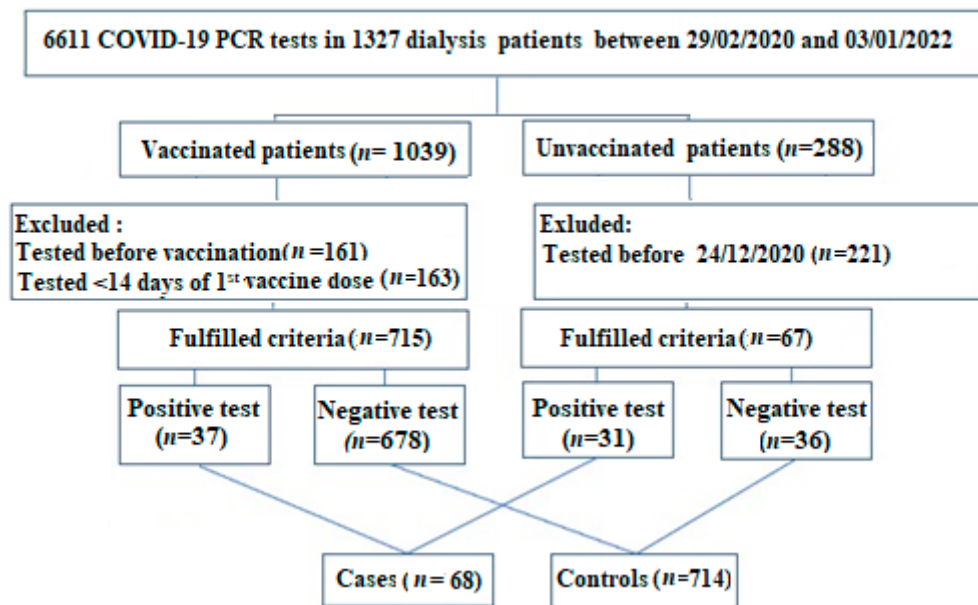 6611 COVID-19 PCR tests in 1327 dialysis patients between 29/02/2020 and 03/01/2022
Vaccinated patients (n= 1039)
Unvaccinated patients (n=288)
Excluded :
Tested before vaccination(n =161)
Tested <14 days of 1st vaccine dose (n=163)
Exluded:
Tested before 24/12/2020 (n=221)
Fulfilled criteria (n=715)
Fulfilled criteria (n=67)
Positive test
(n=37)
Negative test
(n=678)
Positive test
(n=31)
Negative test
(n=36)
Cases (n= 68)
Controls (n=714)